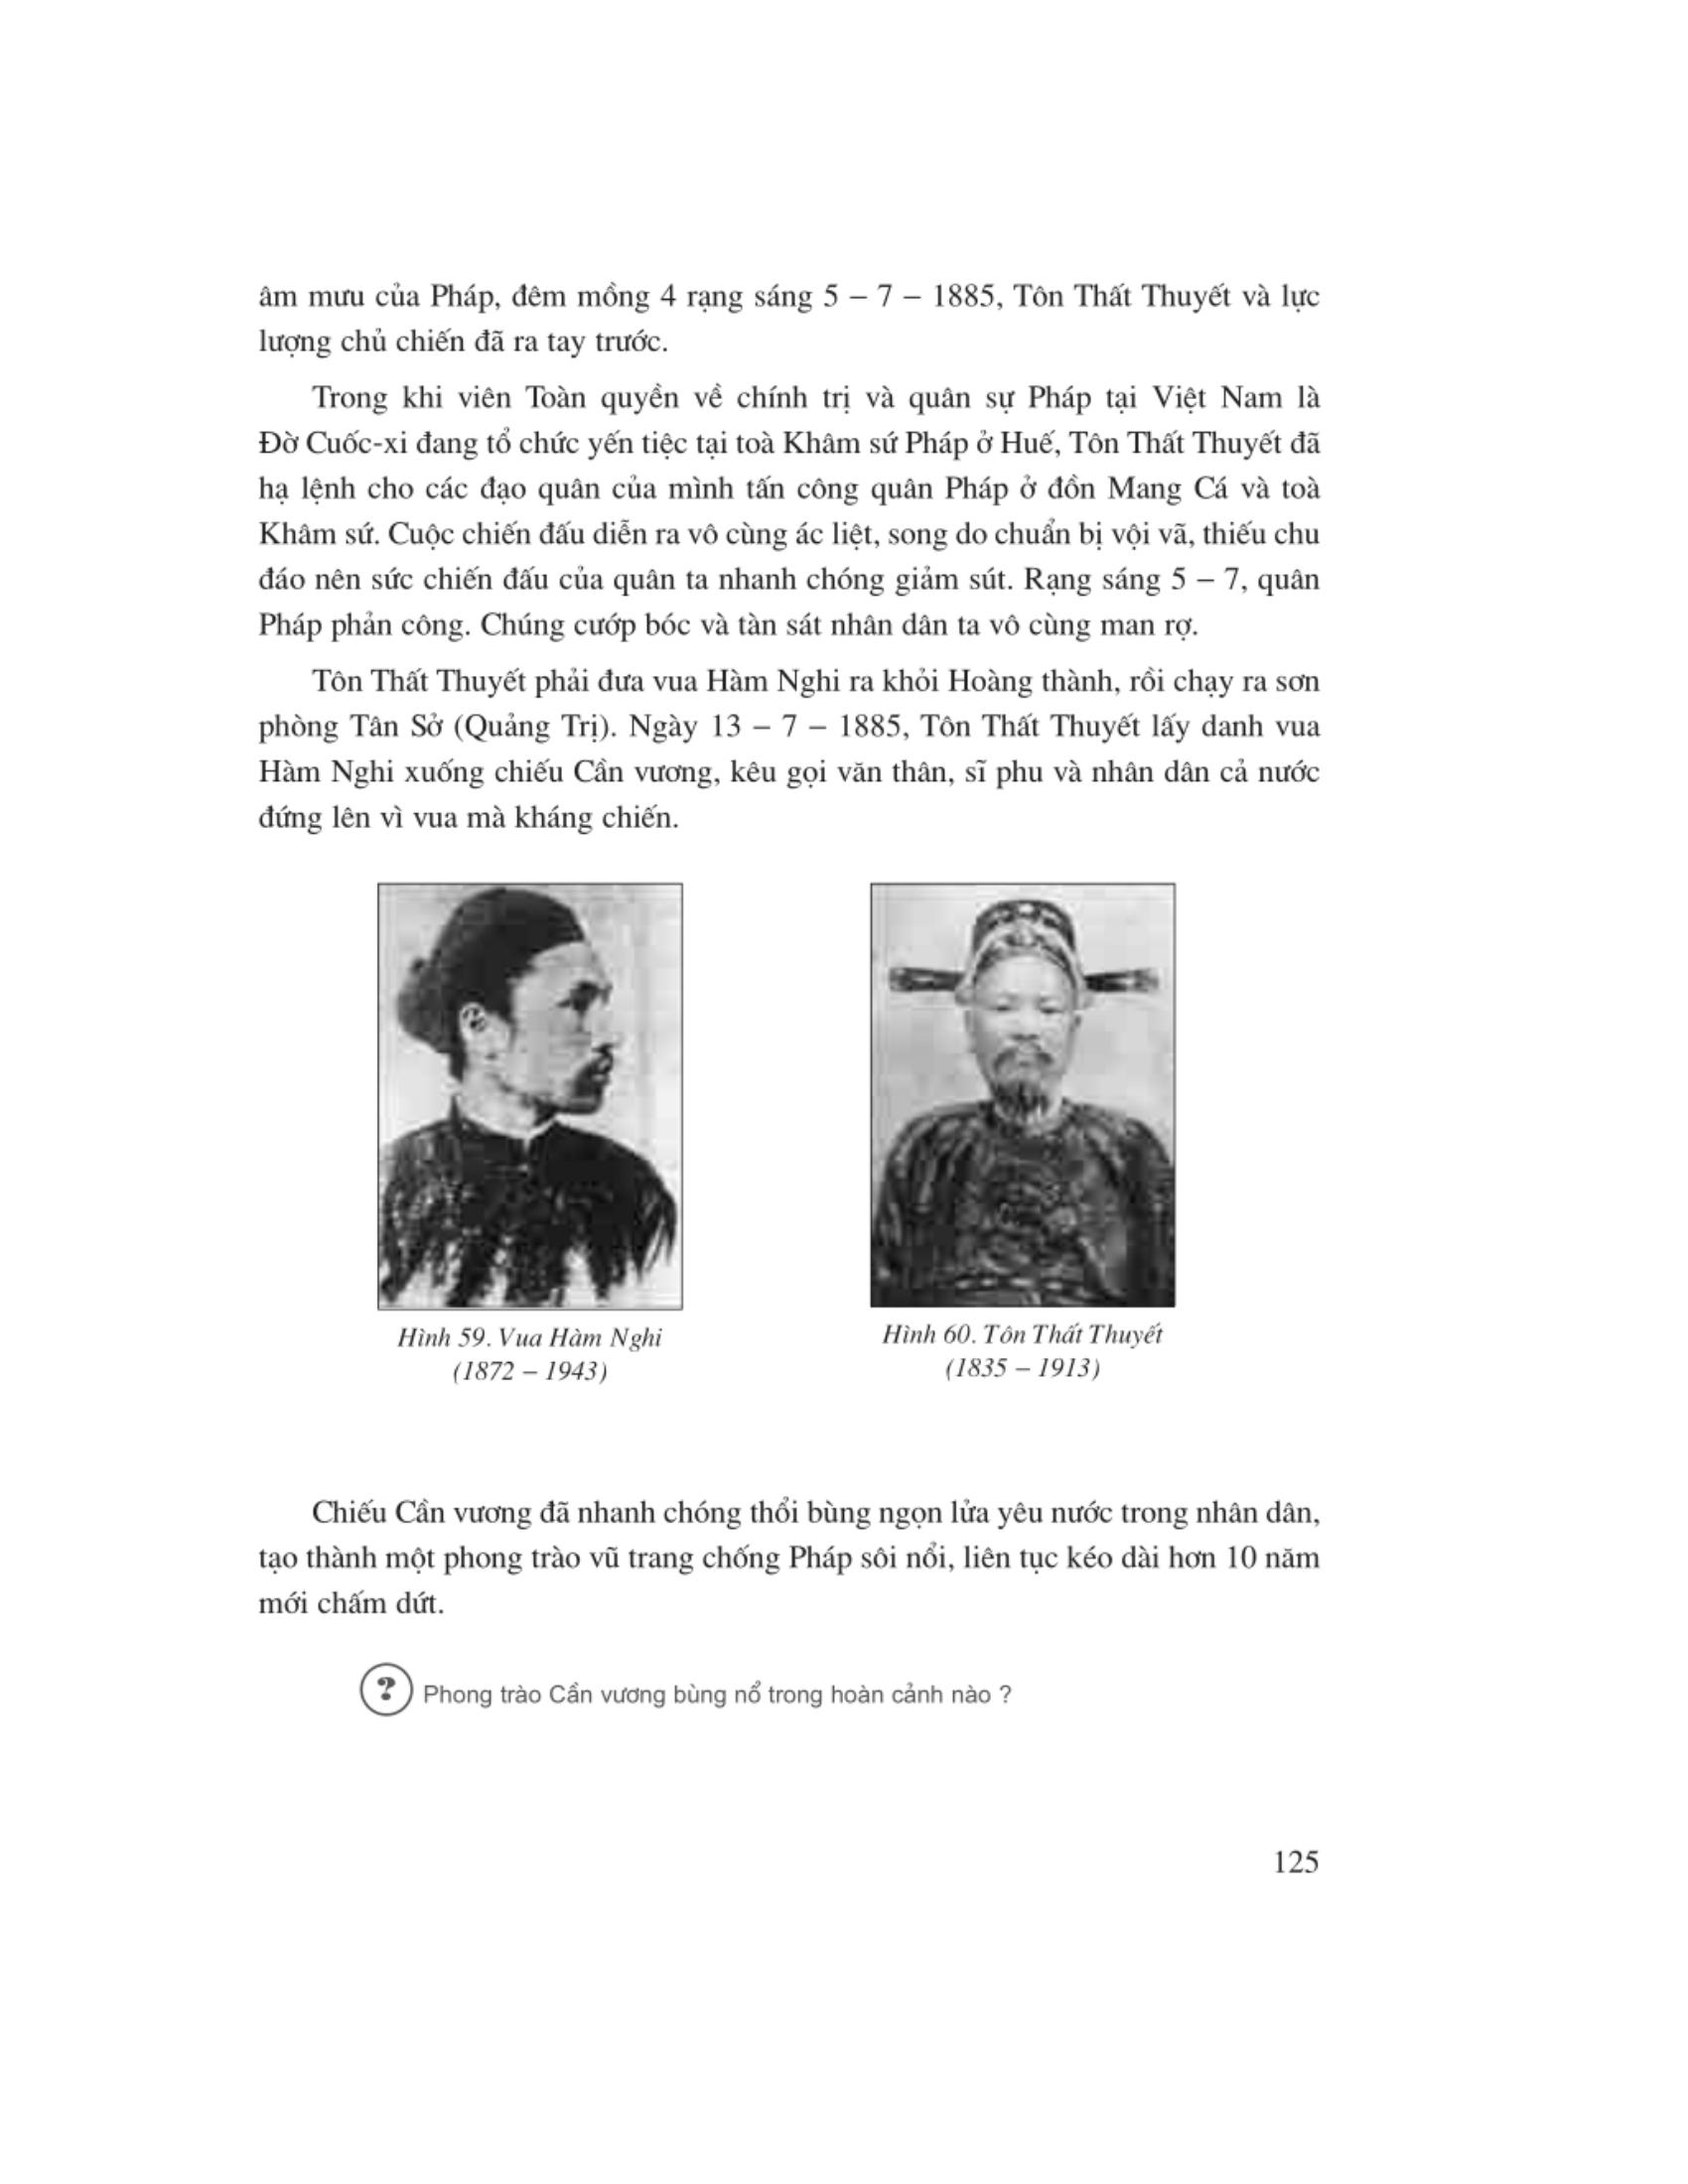 âm mưu của Pháp, đêm mồng 4 rạng sáng 5 – 7 – 1885, Tôn Thất Thuyết và lực
lượng chủ chiến đã ra tay trước.
Trong khi viên Toàn quyền về chính trị và quân sự Pháp tại Việt Nam là
Đờ Cuốc-xi đang tổ chức yến tiệc tại toà Khâm sứ Pháp ở Huế, Tôn Thất Thuyết đã
hạ lệnh cho các đạo quân của mình tấn công quân Pháp ở đồn Mang Cá và toà
Khâm sứ. Cuộc chiến đấu diễn ra vô cùng ác liệt, song do chuẩn bị vội vã, thiếu chu
đáo nên sức chiến đấu của quân ta nhanh chóng giảm sút. Rạng sáng 5 – 7, quân
Pháp phản công. Chúng cướp bóc và tàn sát nhân dân ta vô cùng man rợ.
Tôn Thất Thuyết phải đưa vua Hàm Nghi ra khỏi Hoàng thành, rồi chạy ra sơn
phòng Tân Sở (Quảng Trị). Ngày 13 – 7 – 1885, Tôn Thất Thuyết lấy danh vua
Hàm Nghi xuống chiếu Cần vương, kêu gọi văn thân, sĩ phu và nhân dân cả nước
đứng lên vì vua mà kháng chiến.
Hình 59. Vua Hàm Nghi
(1872 – 1943)
Hình 60. Tôn Thất Thuyết
(1835 – 1913)
Chiếu Cần vương đã nhanh chóng thổi bùng ngọn lửa yêu nước trong nhân dân,
tạo thành một phong trào vũ trang chống Pháp sôi nổi, liên tục kéo dài hơn 10 năm
mới chấm dứt.
? Phong trào Cần vương bùng nổ trong hoàn cảnh nào ?
125